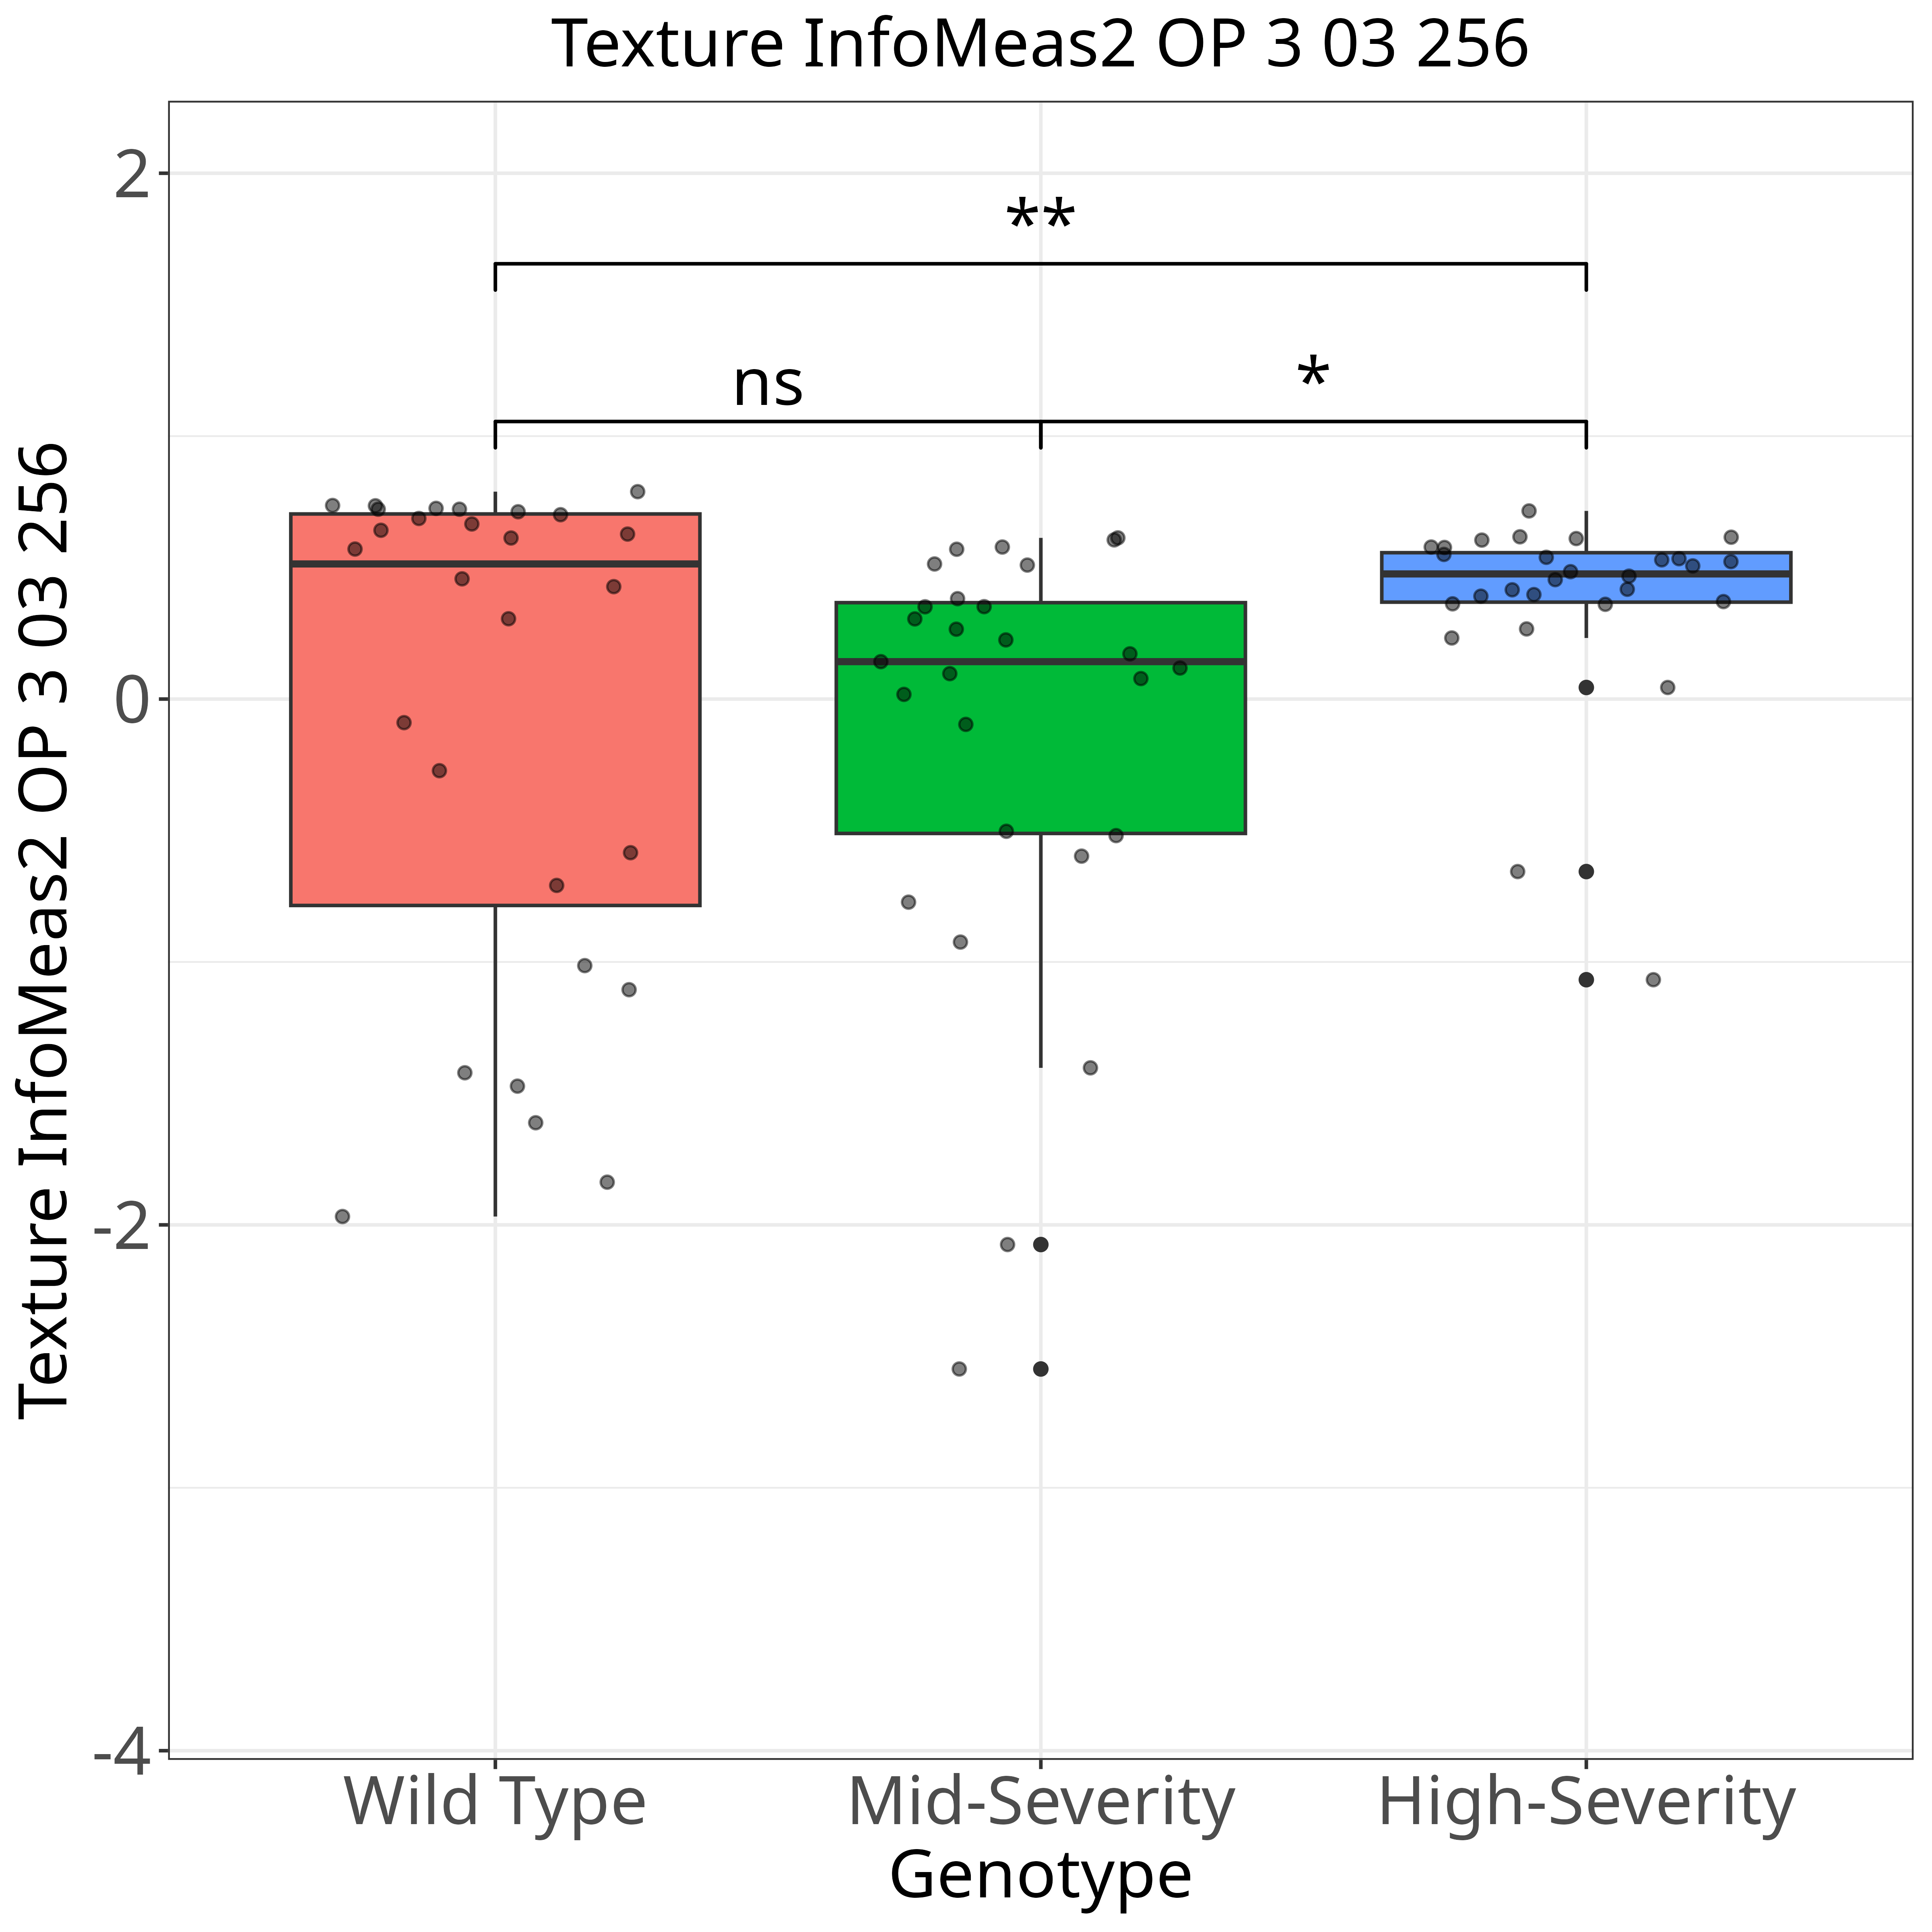 Texture InfoMeas2 OP 3 03 256
Texture InfoMeas2 OP 3 03 256
2
0
-2
-4
**
ns
*
Wild Type
Mid-Severity
High-Severity
Genotype